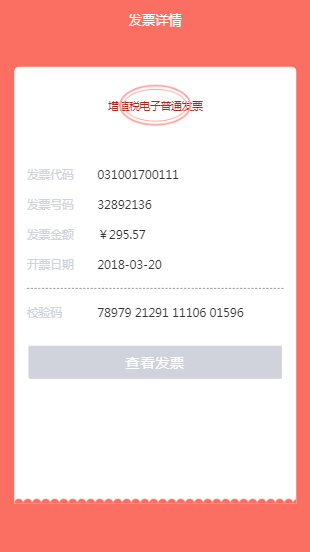 发票详情
增值税电子普通发票
发票代码 031001700111
发票号码 32892136
发票金额 ￥295.57
开票日期 2018-03-20
校验码 78979 21291 11106 01596
查看发票